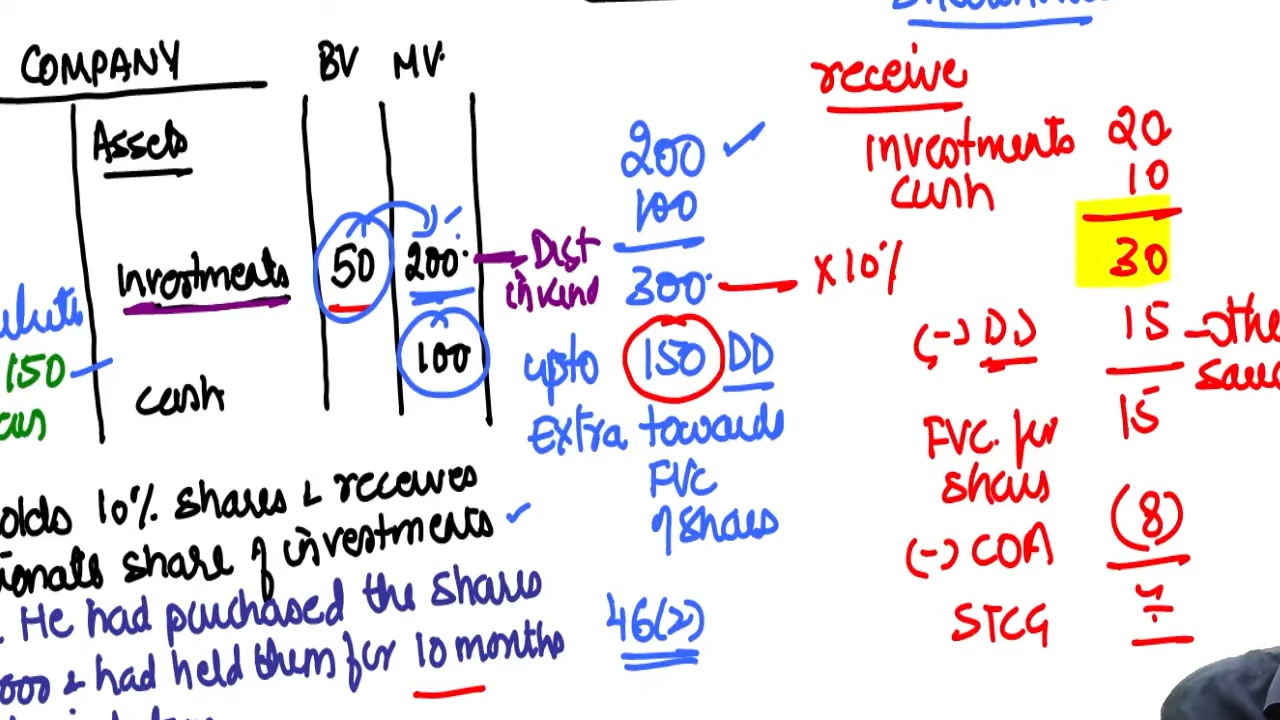 COMPANY BV MV
Assets
Investments 50 200 Dist
in kind
100
150
cash
olds 10% shares & receives
share of investments
He had purchased the shares
000 & had held them for 10 months
200
100
300
upto 150 DD
Extra towards
FVC
of shares
46(2)
receive
Investments 20
cash 10
x10% 30
(-) DD 15
15
FVC for
shares
(-) COA (8)
STCG 7